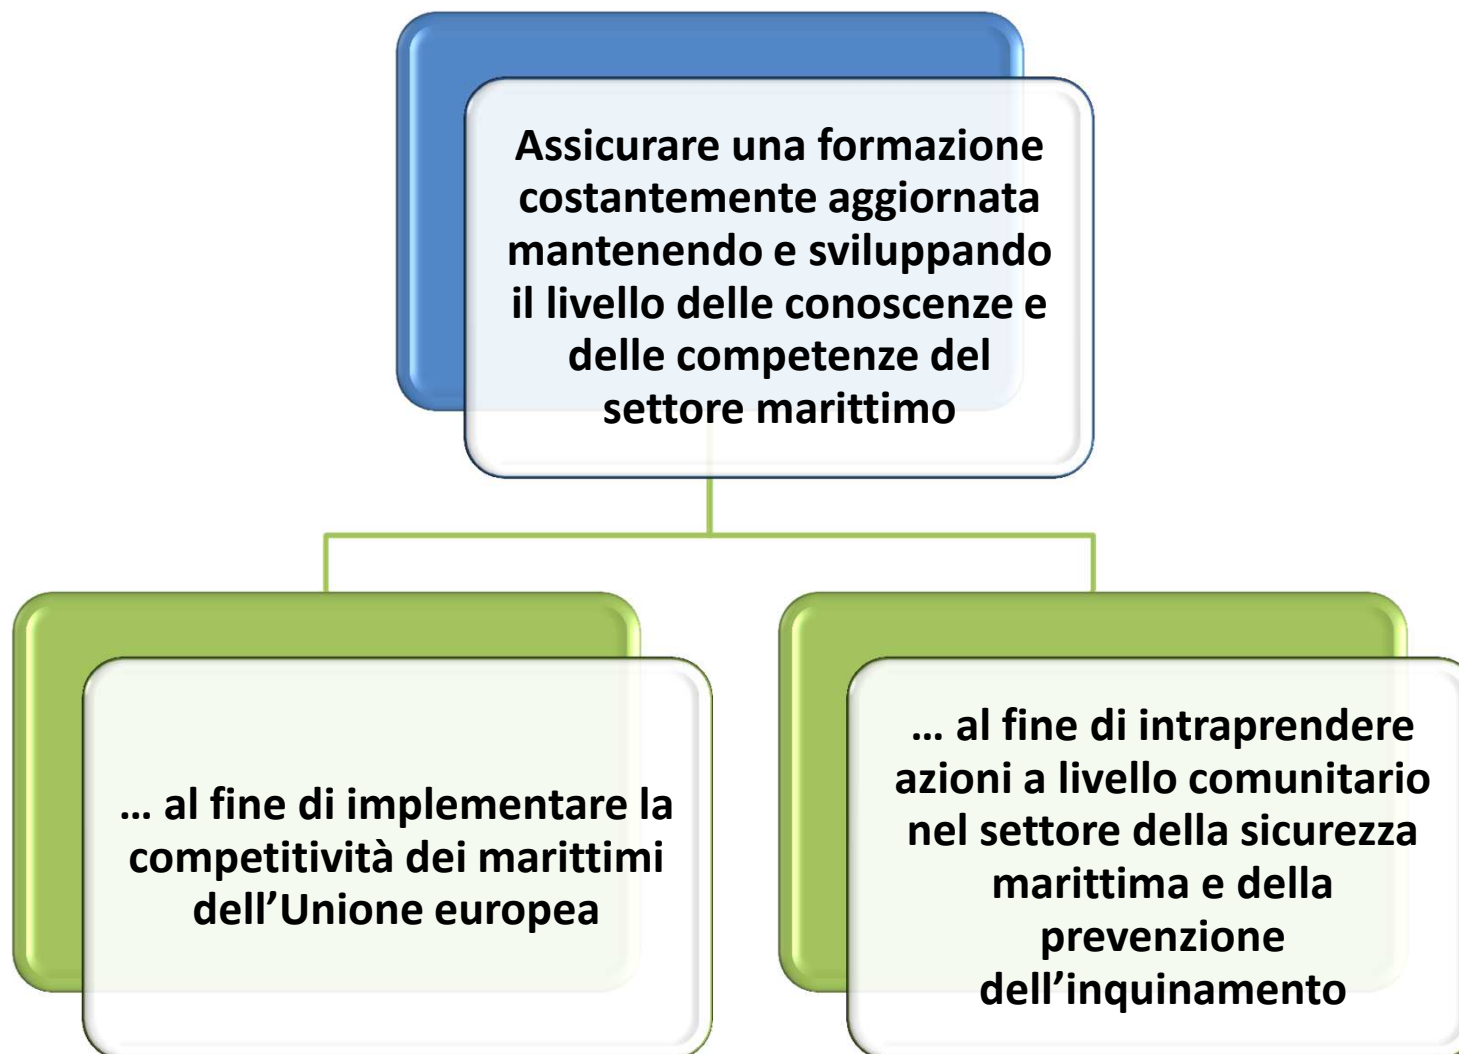 Assicurare una formazione
costantemente aggiornata
mantenendo e sviluppando
il livello delle conoscenze e
delle competenze del
settore marittimo
… al fine di implementare la
competitività dei marittimi
dell’Unione europea
… al fine di intraprendere
azioni a livello comunitario
nel settore della sicurezza
marittima e della
prevenzione
dell’inquinamento